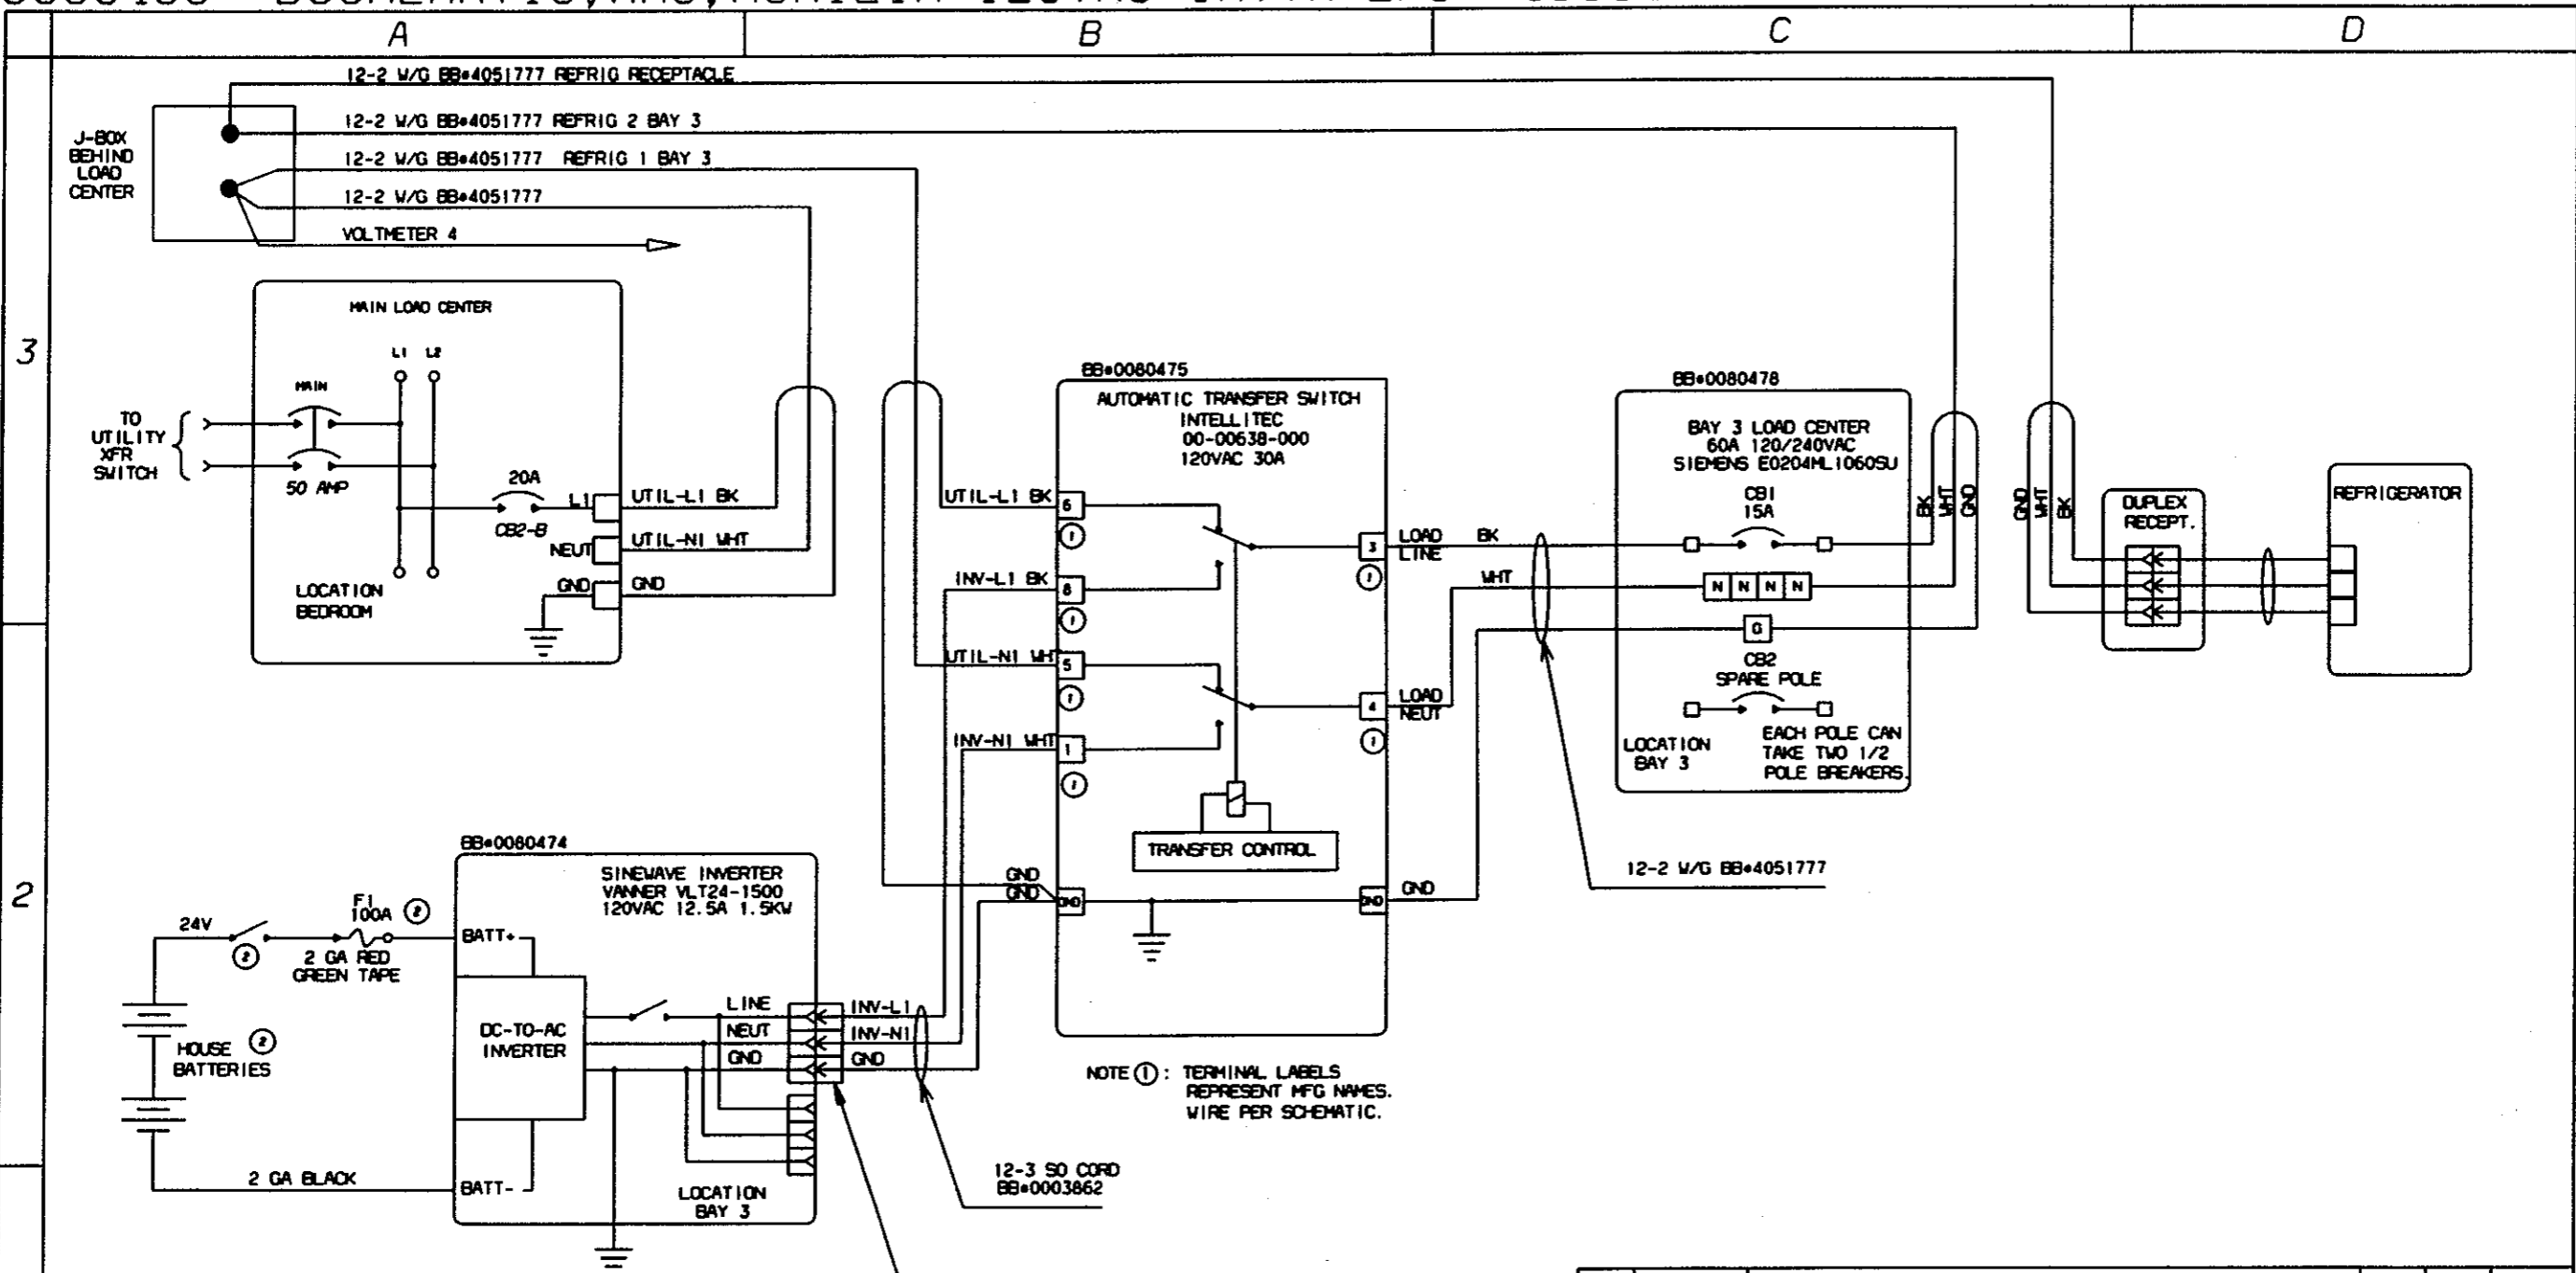 A
B
C
D
3
2
12-2 W/G BB#4051777 REFRIG RECEPTACLE
12-2 W/G BB#4051777 REFRIG 2 BAY 3
12-2 W/G BB#4051777 REFRIG 1 BAY 3
12-2 W/G BB#4051777
VOLTMETER 4
J-BOX
BEHIND
LOAD
CENTER
MAIN LOAD CENTER
L1 L2
MAIN
TO
UTILITY
XFR
SWITCH
50 AMP
20A
CB2-B
L1
NEUT
GND
LOCATION
BEDROOM
UTIL-L1 BK
UTIL-N1 WHT
GND
BB#0080475
AUTOMATIC TRANSFER SWITCH
INTELLITEC
00-00638-000
120VAC 30A
UTIL-L1 BK
6
1
INV-L1 BK
8
1
UTIL-N1 WHT
5
1
INV-N1 WHT
1
1
3
1
4
1
TRANSFER CONTROL
GND
GND
GND
GND
LOAD
LINE
BK
WHT
LOAD
NEUT
GND
BB#0080478
BAY 3 LOAD CENTER
60A 120/240VAC
SIEMENS E0204ML1060SU
CB1
15A
N N N N
G
CB2
SPARE POLE
LOCATION
BAY 3
EACH POLE CAN
TAKE TWO 1/2
POLE BREAKERS.
BK
WHT
GND
GND
WHT
BK
DUPLEX
RECEPT.
REFRIGERATOR
12-2 W/G BB#4051777
BB#0080474
SINEWAVE INVERTER
VANNER VLT24-1500
120VAC 12.5A 1.5KW
24V
2
F1
100A 2
2 GA RED
GREEN TAPE
BATT+
DC-TO-AC
INVERTER
LINE
NEUT
GND
INV-L1
INV-N1
GND
HOUSE 2
BATTERIES
2 GA BLACK
BATT-
LOCATION
BAY 3
12-3 SO CORD
BB#0003862
NOTE 1: TERMINAL LABELS
REPRESENT MFG NAMES.
WIRE PER SCHEMATIC.